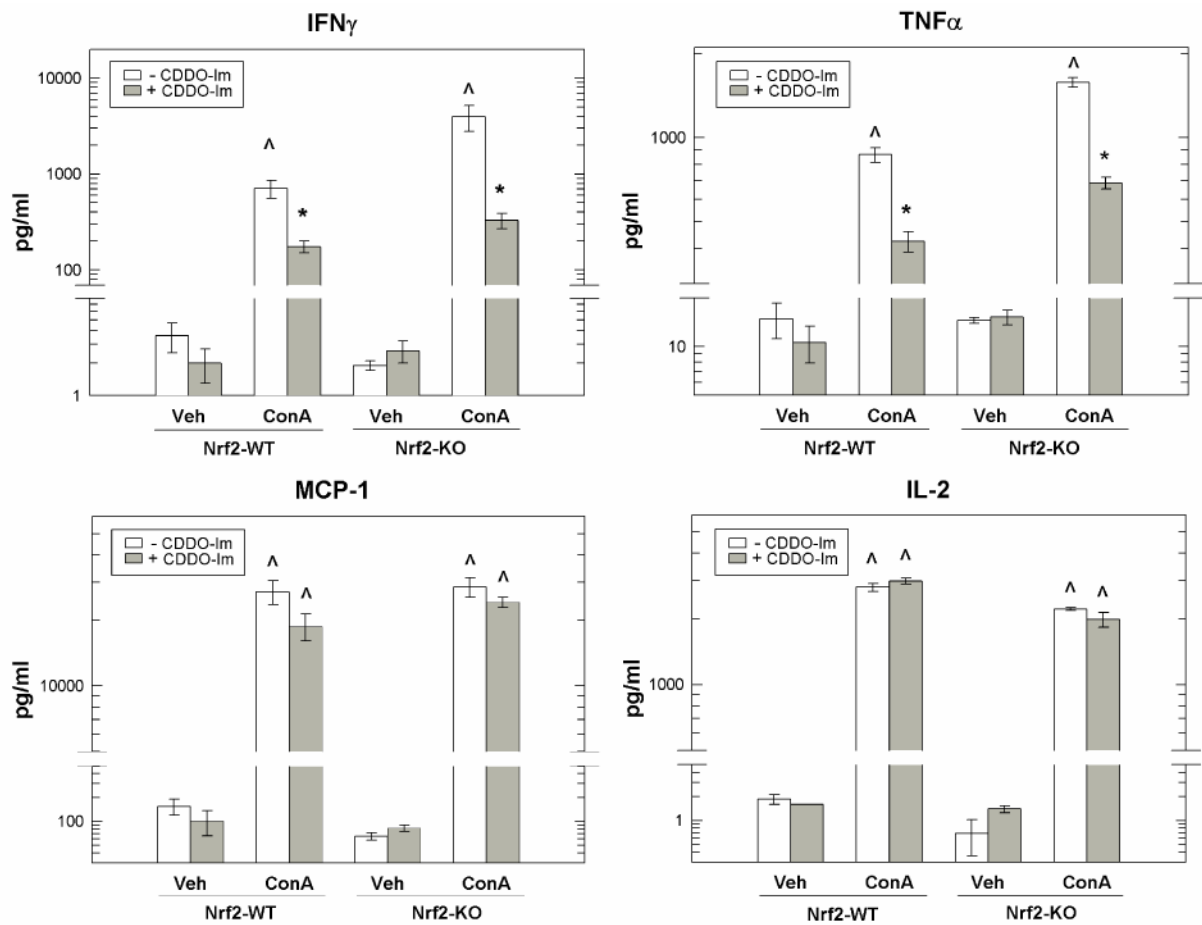 IFNγ
pg/ml
10000
1000
100
1
- CDDO-Im
+ CDDO-Im
^
*
^
*
Veh ConA Veh ConA
Nrf2-WT Nrf2-KO
TNFα
pg/ml
1000
10
- CDDO-Im
+ CDDO-Im
^
*
^
*
Veh ConA Veh ConA
Nrf2-WT Nrf2-KO
MCP-1
pg/ml
10000
100
- CDDO-Im
+ CDDO-Im
^ ^ ^ ^
Veh ConA Veh ConA
Nrf2-WT Nrf2-KO
IL-2
pg/ml
1000
1
- CDDO-Im
+ CDDO-Im
^ ^ ^ ^
Veh ConA Veh ConA
Nrf2-WT Nrf2-KO